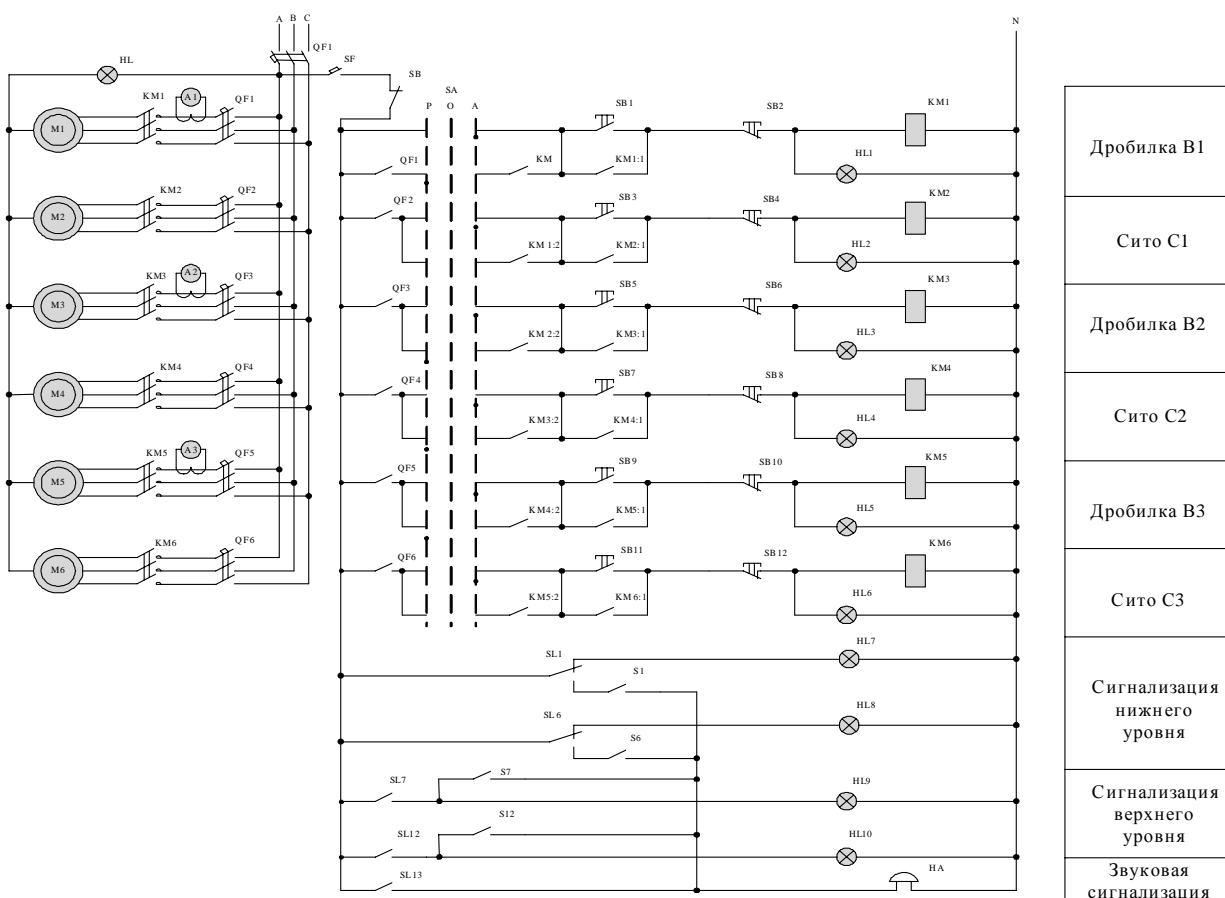 A B C
N
QF1
HL
SF
SB
SA
P O A
KM1
A1
QF1
M1
SB1
SB2
KM1
Дробилка В1
QF1
KM
KM1:1
HL1
KM2
QF2
M2
QF2
SB3
SB4
KM2
Сито С1
KM 1:2
KM2:1
HL2
KM3
A2
QF3
M3
QF3
SB5
SB6
KM3
Дробилка В2
KM 2:2
KM3:1
HL3
KM4
QF4
M4
QF4
SB7
SB8
KM4
Сито С2
KM3:2
KM4:1
HL4
KM5
A3
QF5
M5
QF5
SB9
SB10
KM5
Дробилка В3
KM4:2
KM5:1
HL5
KM6
QF6
M6
QF6
SB11
SB12
KM6
Сито С3
KM5:2
KM6:1
HL6
SL1
S1
HL7
Сигнализация
нижнего
уровня
SL6
S6
HL8
SL7
S7
HL9
Сигнализация
верхнего
уровня
SL12
S12
HL10
SL13
HA
Звуковая
сигнализация